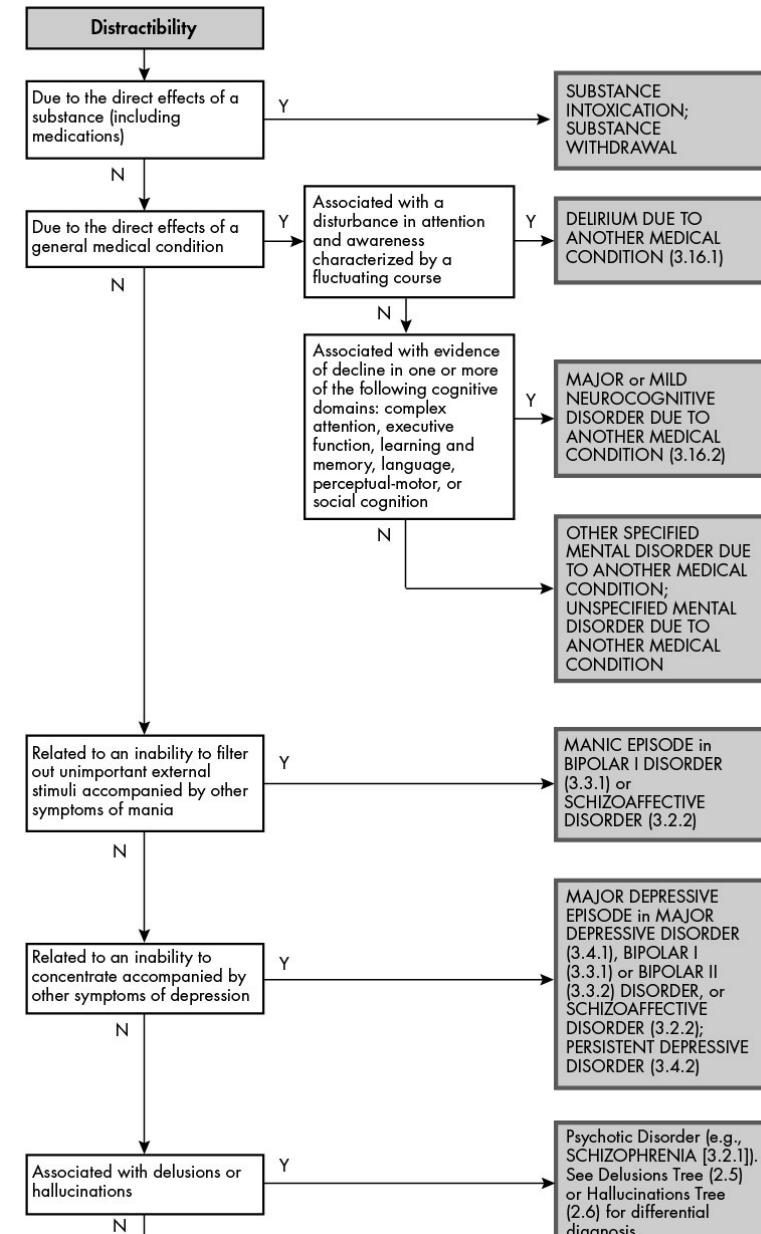 Distractibility
Due to the direct effects of a
substance (including
medications)
Y
SUBSTANCE
INTOXICATION;
SUBSTANCE
WITHDRAWAL
N
Due to the direct effects of a
general medical condition
Y
Associated with a
disturbance in attention
and awareness
characterized by a
fluctuating course
Y
DELIRIUM DUE TO
ANOTHER MEDICAL
CONDITION (3.16.1)
N
N
Associated with evidence
of decline in one or more
of the following cognitive
domains: complex
attention, executive
function, learning and
memory, language,
perceptual-motor, or
social cognition
Y
MAJOR or MILD
NEUROCOGNITIVE
DISORDER DUE TO
ANOTHER MEDICAL
CONDITION (3.16.2)
N
OTHER SPECIFIED
MENTAL DISORDER DUE
TO ANOTHER MEDICAL
CONDITION;
UNSPECIFIED MENTAL
DISORDER DUE TO
ANOTHER MEDICAL
CONDITION
Related to an inability to filter
out unimportant external
stimuli accompanied by other
symptoms of mania
Y
MANIC EPISODE in
BIPOLAR I DISORDER
(3.3.1) or
SCHIZOAFFECTIVE
DISORDER (3.2.2)
N
Related to an inability to
concentrate accompanied by
other symptoms of depression
Y
MAJOR DEPRESSIVE
EPISODE in MAJOR
DEPRESSIVE DISORDER
(3.4.1), BIPOLAR I
(3.3.1) or BIPOLAR II
(3.3.2) DISORDER, or
SCHIZOAFFECTIVE
DISORDER (3.2.2);
PERSISTENT DEPRESSIVE
DISORDER (3.4.2)
N
Associated with delusions or
hallucinations
Y
Psychotic Disorder (e.g.,
SCHIZOPHRENIA [3.2.1]).
See Delusions Tree (2.5)
or Hallucinations Tree
(2.6) for differential
diagnosis
N